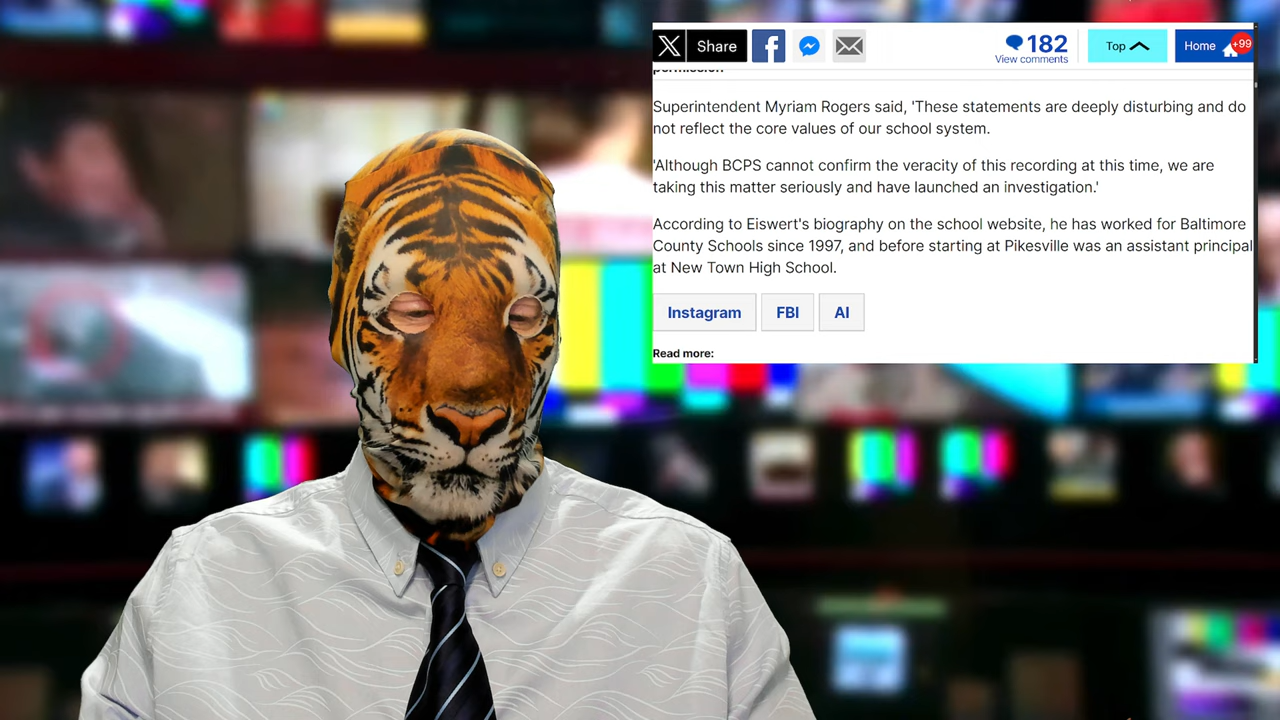 Share
182
View comments
Top
Home
+99
permission
Superintendent Myriam Rogers said, 'These statements are deeply disturbing and do
not reflect the core values of our school system.
'Although BCPS cannot confirm the veracity of this recording at this time, we are
taking this matter seriously and have launched an investigation.'
According to Eiswert's biography on the school website, he has worked for Baltimore
County Schools since 1997, and before starting at Pikesville was an assistant principal
at New Town High School.
Instagram FBI AI
Read more: